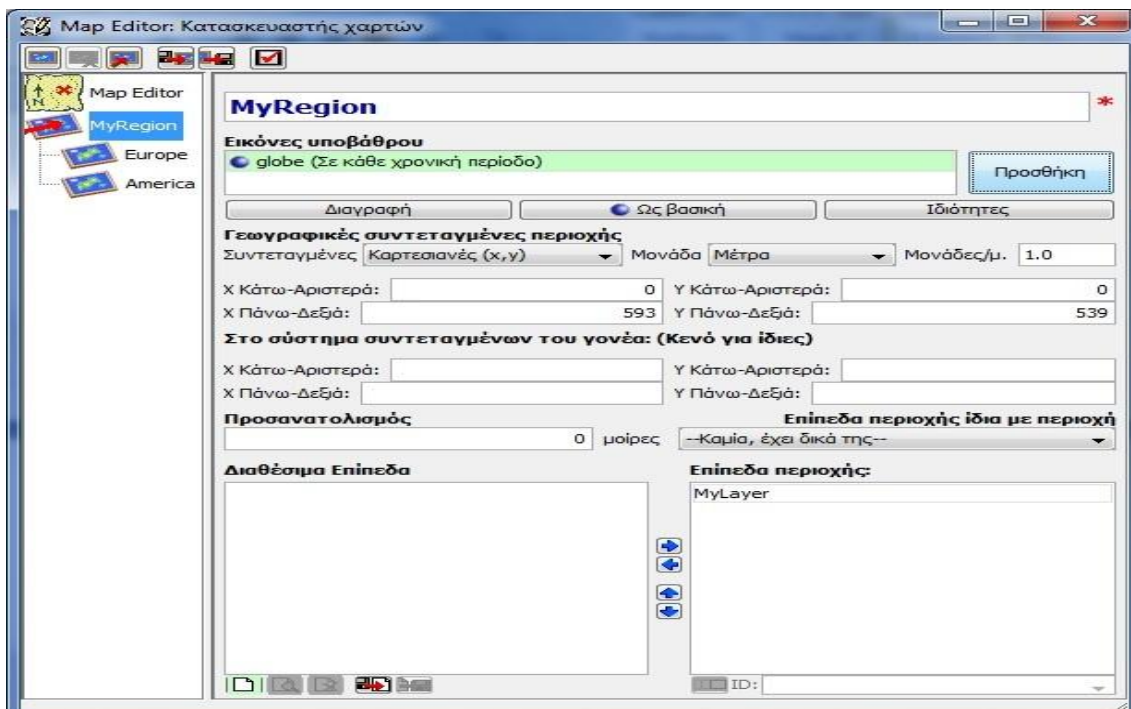 Map Editor: Κατασκευαστής χαρτών
Map Editor
MyRegion
Europe
America
MyRegion *
Εικόνες υποβάθρου
globe (Σε κάθε χρονική περίοδο)
Προσθήκη
Διαγραφή Ως βασική Ιδιότητες
Γεωγραφικές συντεταγμένες περιοχής
Συντεταγμένες Καρτεσιανές (x,y) Μονάδα Μέτρα Μονάδες/μ. 1.0
X Κάτω-Αριστερά: 0 Y Κάτω-Αριστερά: 0
X Πάνω-Δεξιά: 593 Y Πάνω-Δεξιά: 539
Στο σύστημα συντεταγμένων του γονέα: (Κενό για ίδιες)
X Κάτω-Αριστερά: Y Κάτω-Αριστερά:
X Πάνω-Δεξιά: Y Πάνω-Δεξιά:
Προσανατολισμός Επίπεδα περιοχής ίδια με περιοχή
0 μοίρες --Καμία, έχει δικά της--
Διαθέσιμα Επίπεδα Επίπεδα περιοχής:
MyLayer
ID: